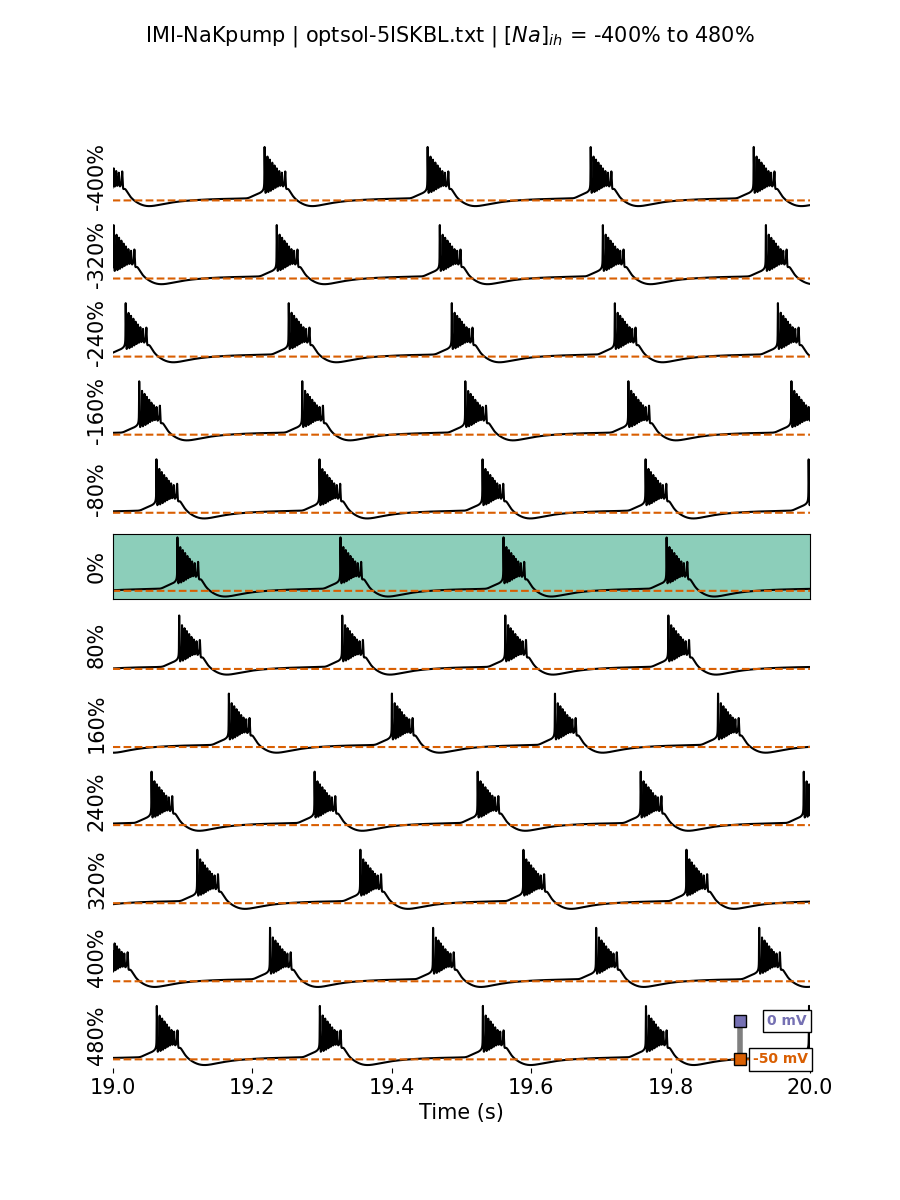 IMI-NaKpump | optsol-5ISKBL.txt | [Na]ih = -400% to 480%
-400%
-320%
-240%
-160%
-80%
0%
80%
160%
240%
320%
400%
480%
0 mV
-50 mV
19.0 19.2 19.4 19.6 19.8 20.0
Time (s)